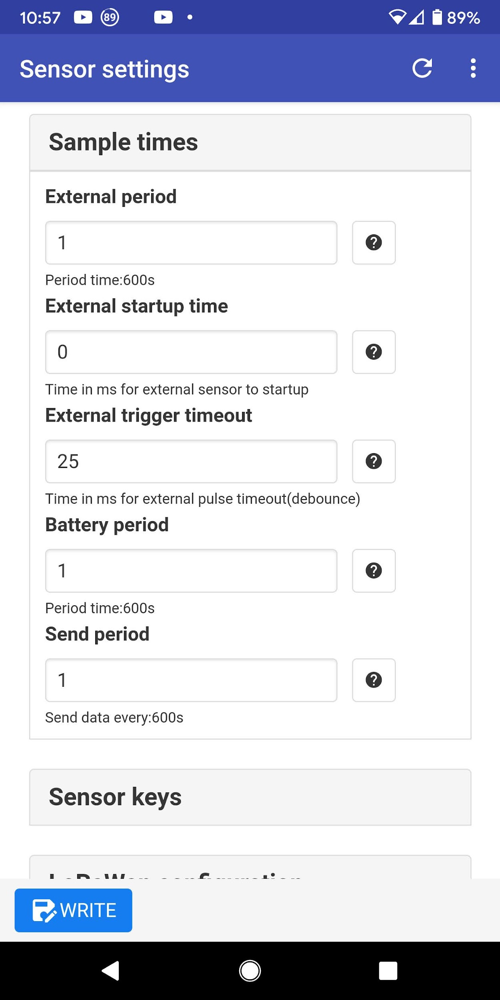 10:57 89 89%
Sensor settings
Sample times
External period
1
Period time:600s
External startup time
0
Time in ms for external sensor to startup
External trigger timeout
25
Time in ms for external pulse timeout(debounce)
Battery period
1
Period time:600s
Send period
1
Send data every:600s
Sensor keys
LoRaWan configuration
WRITE